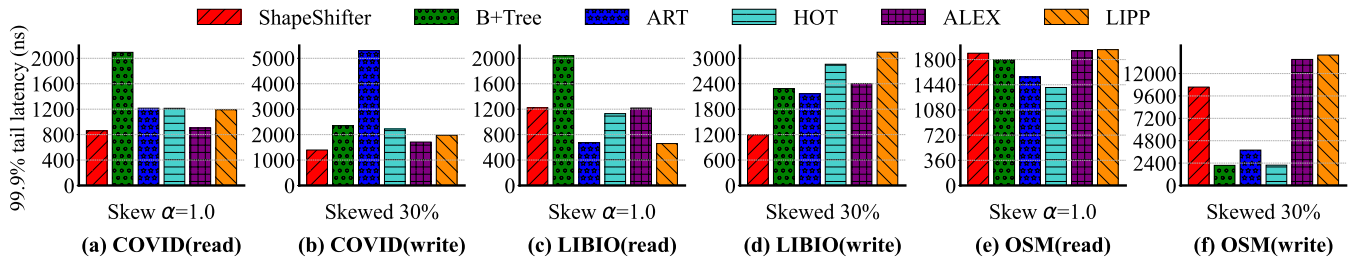 ShapeShifter B+Tree ART HOT ALEX LIPP
99.9% tail latency (ns)
2000
1600
1200
800
400
0
Skew α=1.0
(a) COVID(read)
5000
4000
3000
2000
1000
0
Skewed 30%
(b) COVID(write)
2000
1600
1200
800
400
0
Skew α=1.0
(c) LIBIO(read)
3000
2400
1800
1200
600
0
Skewed 30%
(d) LIBIO(write)
1800
1440
1080
720
360
0
Skew α=1.0
(e) OSM(read)
12000
9600
7200
4800
2400
0
Skewed 30%
(f) OSM(write)